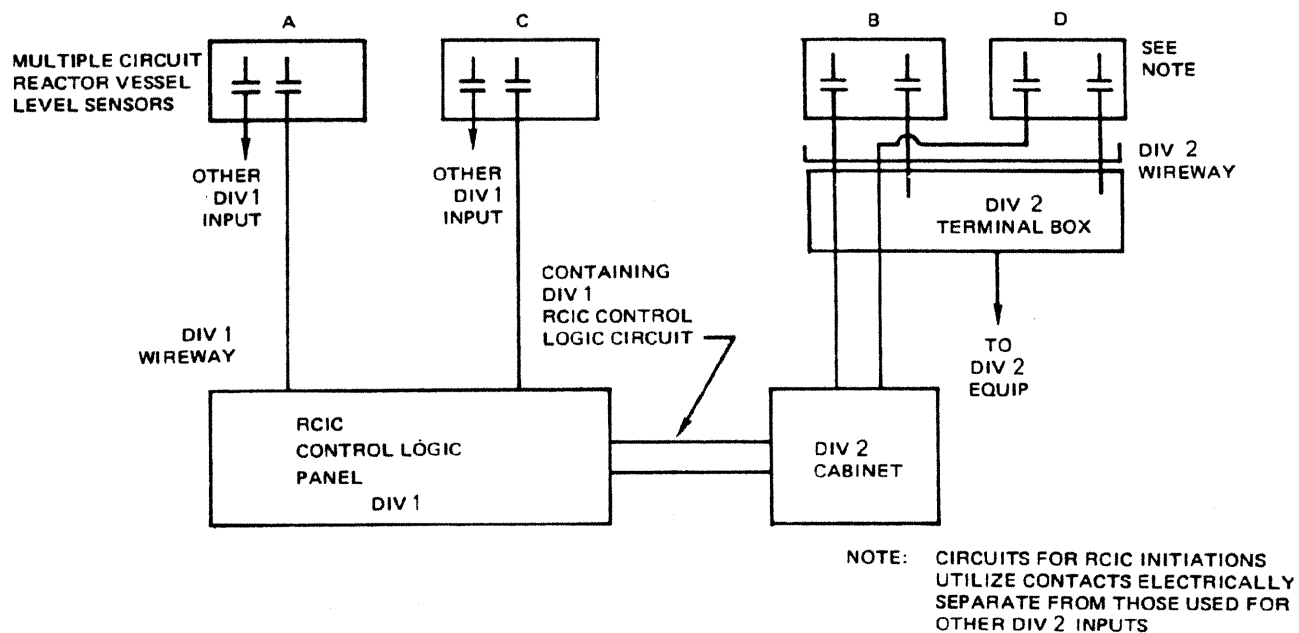 A
C
B
D
MULTIPLE CIRCUIT
REACTOR VESSEL
LEVEL SENSORS
SEE
NOTE
OTHER
DIV 1
INPUT
OTHER
DIV 1
INPUT
DIV 2
WIREWAY
DIV 2
TERMINAL BOX
CONTAINING
DIV 1
RCIC CONTROL
LOGIC CIRCUIT
DIV 1
WIREWAY
TO
DIV 2
EQUIP
RCIC
CONTROL LOGIC
PANEL
DIV 1
DIV 2
CABINET
NOTE: CIRCUITS FOR RCIC INITIATIONS
UTILIZE CONTACTS ELECTRICALLY
SEPARATE FROM THOSE USED FOR
OTHER DIV 2 INPUTS